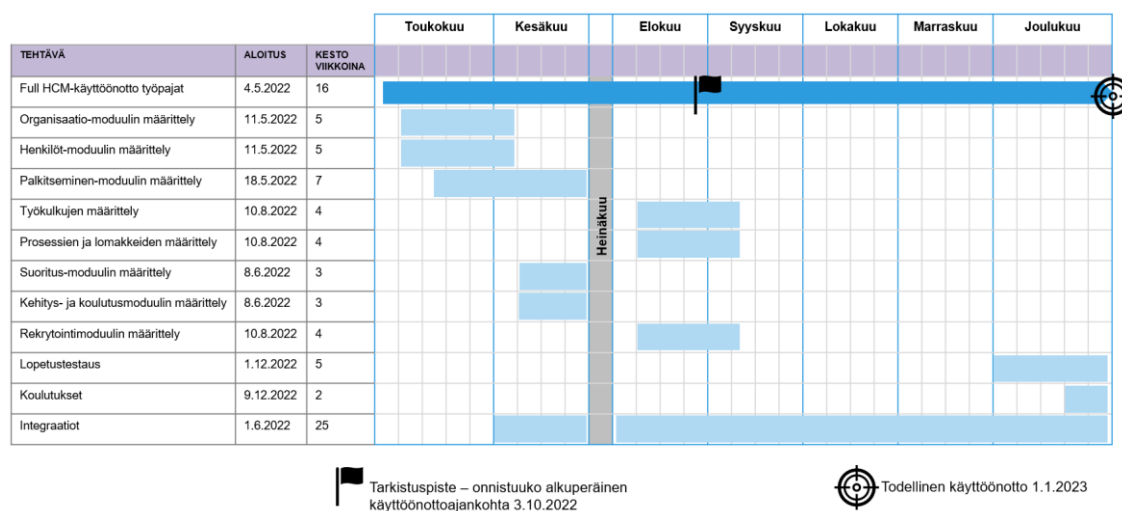 Toukokuu Kesäkuu Elokuu Syyskuu Lokakuu Marraskuu Joulukuu
TEHTÄVÄ ALOITUS KESTO VIIKKOINA
Full HCM-käyttöönotto työpajat 4.5.2022 16
Organisaatio-moduulin määrittely 11.5.2022 5
Henkilöt-moduulin määrittely 11.5.2022 5
Palkitseminen-moduulin määrittely 18.5.2022 7
Työkulkujen määrittely 10.8.2022 4
Prosessien ja lomakkeiden määrittely 10.8.2022 4
Suoritus-moduulin määrittely 8.6.2022 3
Kehitys- ja koulutusmoduulin määrittely 8.6.2022 3
Rekrytointimoduulin määrittely 10.8.2022 4
Lopetustestaus 1.12.2022 5
Koulutukset 9.12.2022 2
Integraatiot 1.6.2022 25
Heinäkuu
Tarkistuspiste – onnistuuko alkuperäinen
käyttöönottoajankohta 3.10.2022
Todellinen käyttöönotto 1.1.2023